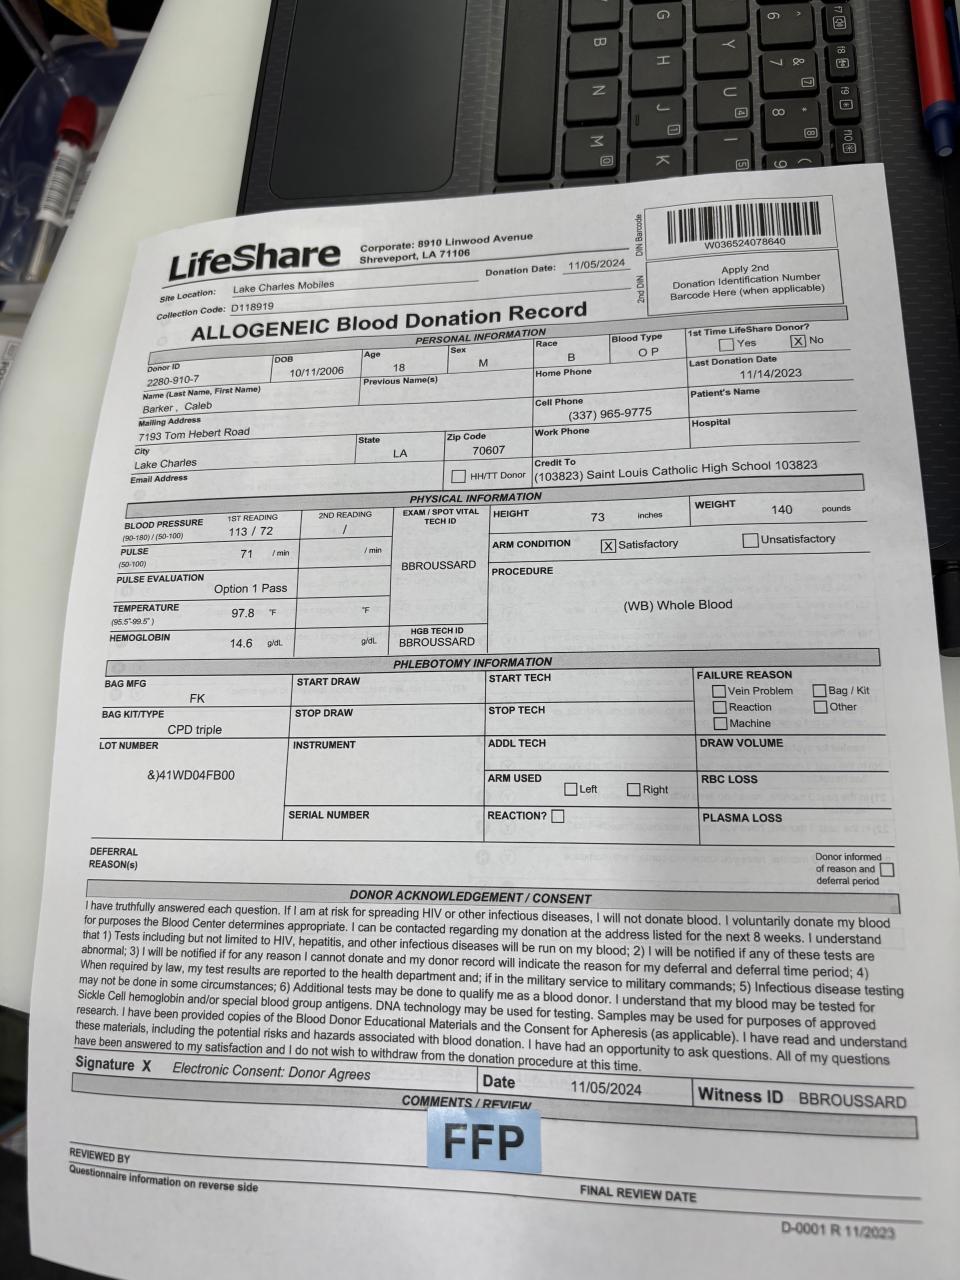 LifeShare
Corporate: 8910 Linwood Avenue
Shreveport, LA 71106
Site Location: Lake Charles Mobiles
Donation Date: 11/05/2024
Collection Code: D118919
DIN Barcode
W036524078640
2nd DIN
Apply 2nd
Donation Identification Number
Barcode Here (when applicable)
ALLOGENEIC Blood Donation Record
PERSONAL INFORMATION
Donor ID 2280-910-7
DOB 10/11/2006
Age 18
Sex M
Race B
Blood Type O P
1st Time LifeShare Donor?
Yes X No
Name (Last Name, First Name)
Barker , Caleb
Previous Name(s)
Home Phone
Last Donation Date
11/14/2023
Mailing Address
7193 Tom Hebert Road
Cell Phone
(337) 965-9775
Patient's Name
City
Lake Charles
State
LA
Zip Code
70607
Work Phone
Hospital
Email Address
HH/TT Donor
Credit To
(103823) Saint Louis Catholic High School 103823
PHYSICAL INFORMATION
BLOOD PRESSURE
(90-180) / (50-100)
1ST READING
113 / 72
2ND READING
/
EXAM / SPOT VITAL
TECH ID
BBROUSSARD
HEIGHT 73 inches
WEIGHT 140 pounds
PULSE
(50-100)
71 / min
/ min
ARM CONDITION X Satisfactory Unsatisfactory
PULSE EVALUATION
Option 1 Pass
PROCEDURE
(WB) Whole Blood
TEMPERATURE
(95.5°-99.5°)
97.8 °F
°F
HEMOGLOBIN
14.6 g/dL
g/dL
HGB TECH ID
BBROUSSARD
PHLEBOTOMY INFORMATION
BAG MFG
FK
START DRAW
START TECH
FAILURE REASON
Vein Problem Bag / Kit
Reaction Other
Machine
BAG KIT/TYPE
CPD triple
STOP DRAW
STOP TECH
LOT NUMBER
&)41WD04FB00
INSTRUMENT
ADDL TECH
DRAW VOLUME
ARM USED
Left Right
RBC LOSS
SERIAL NUMBER
REACTION?
PLASMA LOSS
DEFERRAL
REASON(s)
Donor informed
of reason and
deferral period
DONOR ACKNOWLEDGEMENT / CONSENT
I have truthfully answered each question. If I am at risk for spreading HIV or other infectious diseases, I will not donate blood. I voluntarily donate my blood
for purposes the Blood Center determines appropriate. I can be contacted regarding my donation at the address listed for the next 8 weeks. I understand
that 1) Tests including but not limited to HIV, hepatitis, and other infectious diseases will be run on my blood; 2) I will be notified if any of these tests are
abnormal; 3) I will be notified if for any reason I cannot donate and my donor record will indicate the reason for my deferral and deferral time period; 4)
When required by law, my test results are reported to the health department and; if in the military service to military commands; 5) Infectious disease testing
may not be done in some circumstances; 6) Additional tests may be done to qualify me as a blood donor. I understand that my blood may be tested for
Sickle Cell hemoglobin and/or special blood group antigens. DNA technology may be used for testing. Samples may be used for purposes of approved
research. I have been provided copies of the Blood Donor Educational Materials and the Consent for Apheresis (as applicable). I have read and understand
these materials, including the potential risks and hazards associated with blood donation. I have had an opportunity to ask questions. All of my questions
have been answered to my satisfaction and I do not wish to withdraw from the donation procedure at this time.
Signature X Electronic Consent: Donor Agrees
Date 11/05/2024
Witness ID BBROUSSARD
COMMENTS / REVIEW
FFP
REVIEWED BY
Questionnaire information on reverse side
FINAL REVIEW DATE
D-0001 R 11/2023
B
N
M 0
G
H
J 1
K
Y
U 4
I 5
6 ^
7 & 7
8 * 8
9 (
f7
f8
f9
f10